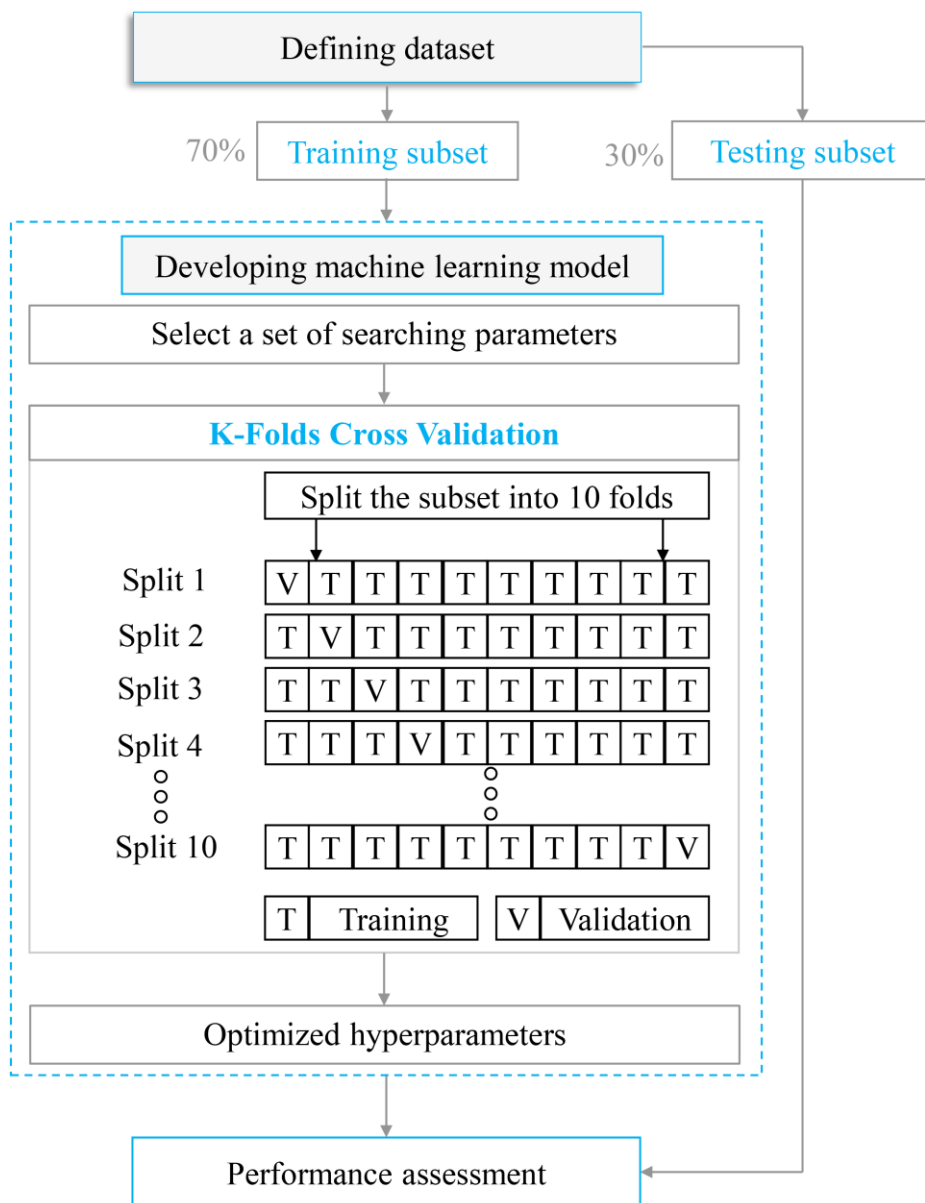 Defining dataset
70%
Training subset
30%
Testing subset
Developing machine learning model
Select a set of searching parameters
K-Folds Cross Validation
Split the subset into 10 folds
Split 1 V T T T T T T T T T
Split 2 T V T T T T T T T T
Split 3 T T V T T T T T T T
Split 4 T T T V T T T T T T
Split 10 T T T T T T T T T V
T Training V Validation
Optimized hyperparameters
Performance assessment